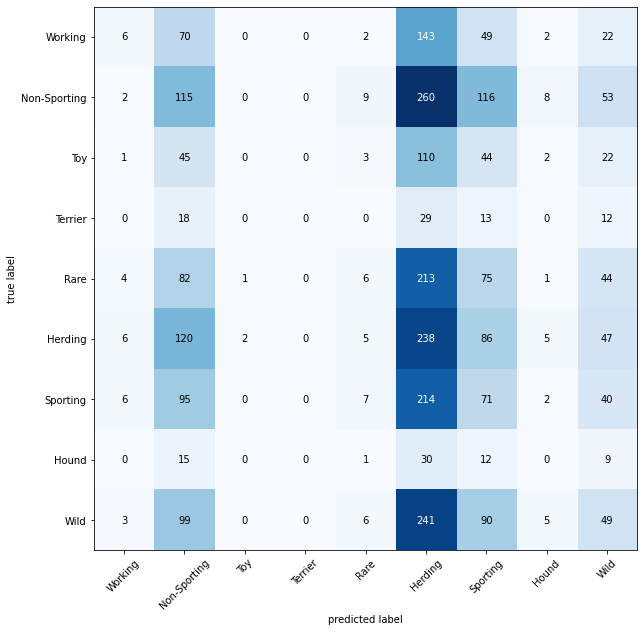 Working 6 70 0 0 2 143 49 2 22
Non-Sporting 2 115 0 0 9 260 116 8 53
Toy 1 45 0 0 3 110 44 2 22
Terrier 0 18 0 0 0 29 13 0 12
Rare 4 82 1 0 6 213 75 1 44
Herding 6 120 2 0 5 238 86 5 47
Sporting 6 95 0 0 7 214 71 2 40
Hound 0 15 0 0 1 30 12 0 9
Wild 3 99 0 0 6 241 90 5 49
Working Non-Sporting Toy Terrier Rare Herding Sporting Hound Wild
predicted label
true label